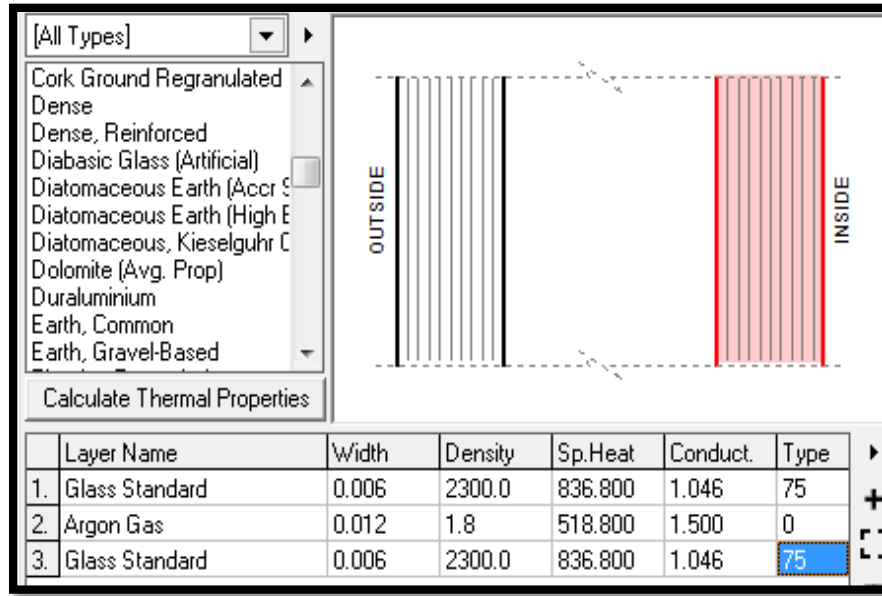 [All Types]
Cork Ground Regranulated
Dense
Dense, Reinforced
Diabasic Glass (Artificial)
Diatomaceous Earth (Accr
Diatomaceous Earth (High
Diatomaceous, Kieselguhr
Dolomite (Avg. Prop)
Duraluminium
Earth, Common
Earth, Gravel-Based
Calculate Thermal Properties
OUTSIDE
INSIDE
Layer Name Width Density Sp.Heat Conduct. Type
1. Glass Standard 0.006 2300.0 836.800 1.046 75
2. Argon Gas 0.012 1.8 518.800 1.500 0
3. Glass Standard 0.006 2300.0 836.800 1.046 75